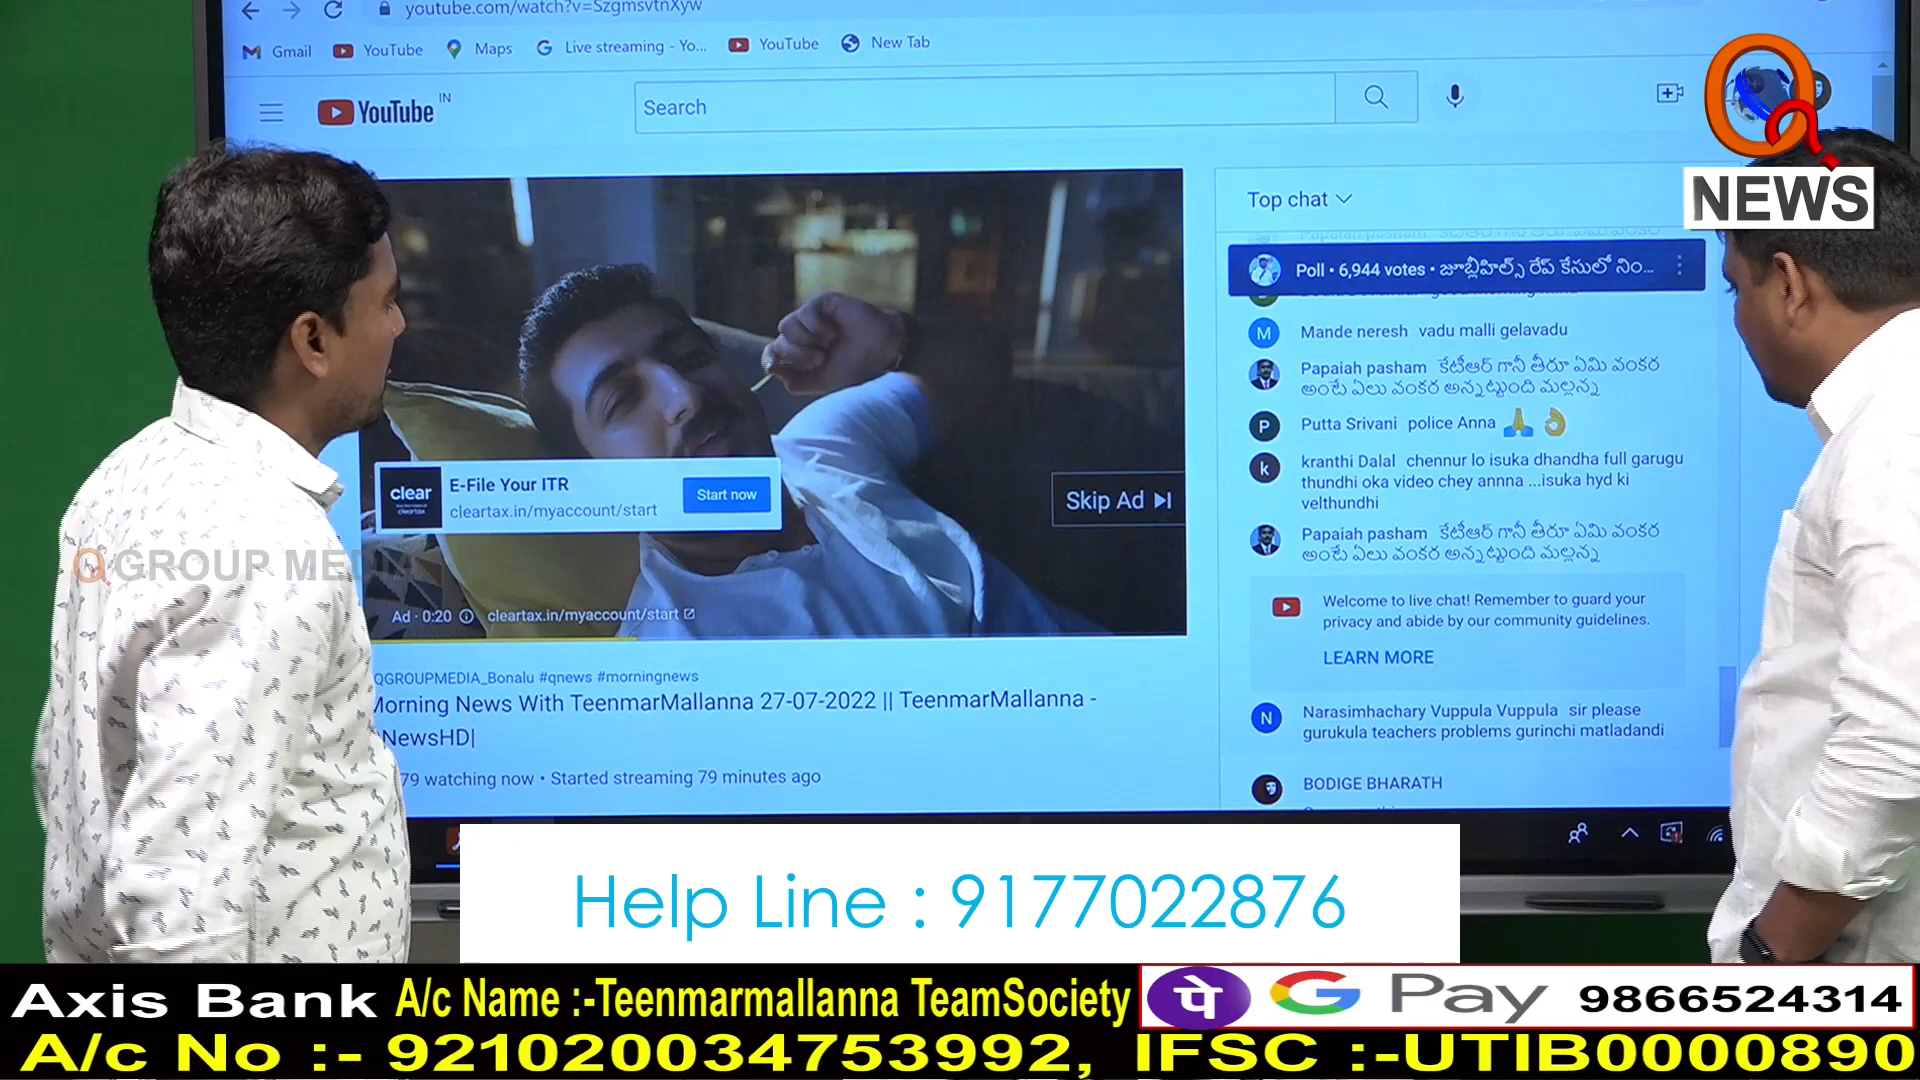 youtube.com/watch?v=SzgmsvtnXyw
Gmail YouTube Maps Live streaming - Yo... YouTube New Tab
YouTube IN
Search
Q
NEWS
Top chat
Poll • 6,944 votes • జూబ్లీహిల్స్ రేప్ కేసులో నిం...
M Mande neresh vadu malli gelavadu
Papaiah pasham కేటీఆర్ గానీ తీరూ ఏమి వంకర
అంటే ఏలు వంకర అన్నట్టుంది మల్లన్న
P Putta Srivani police Anna 🙏👌
k kranthi Dalal chennur lo isuka dhandha full garugu
thundhi oka video chey annna ...isuka hyd ki
velthundhi
Papaiah pasham కేటీఆర్ గానీ తీరూ ఏమి వంకర
అంటే ఏలు వంకర అన్నట్టుంది మల్లన్న
Welcome to live chat! Remember to guard your
privacy and abide by our community guidelines.
LEARN MORE
N Narasimhachary Vuppula Vuppula sir please
gurukula teachers problems gurinchi matladandi
BODIGE BHARATH
clear
E-File Your ITR
cleartax.in/myaccount/start
Start now
Skip Ad
Q GROUP MEDIA
Ad · 0:20 cleartax.in/myaccount/start
QGROUPMEDIA_Bonalu #qnews #morningnews
Morning News With TeenmarMallanna 27-07-2022 || TeenmarMallanna -
NewsHD|
79 watching now • Started streaming 79 minutes ago
Help Line : 9177022876
Axis Bank A/c Name :-Teenmarmallanna TeamSociety पे G Pay 9866524314
A/c No :- 921020034753992, IFSC :-UTIB0000890